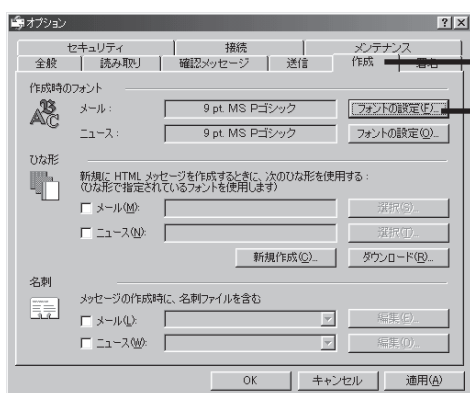 オプション
セキュリティ 接続 メンテナンス
全般 読み取り 確認メッセージ 送信 作成 署名
作成時のフォント
メール: 9 pt. MS Pゴシック フォントの設定(F)...
ニュース: 9 pt. MS Pゴシック フォントの設定(O)...
ひな形
新規に HTML メッセージを作成するときに、次のひな形を使用する:
(ひな形で指定されているフォントを使用します)
メール(M): 選択(S)...
ニュース(N): 選択(T)...
新規作成(C)... ダウンロード(R)...
名刺
メッセージの作成時に、名刺ファイルを含む
メール(L): 編集(E)...
ニュース(W): 編集(D)...
OK キャンセル 適用(A)